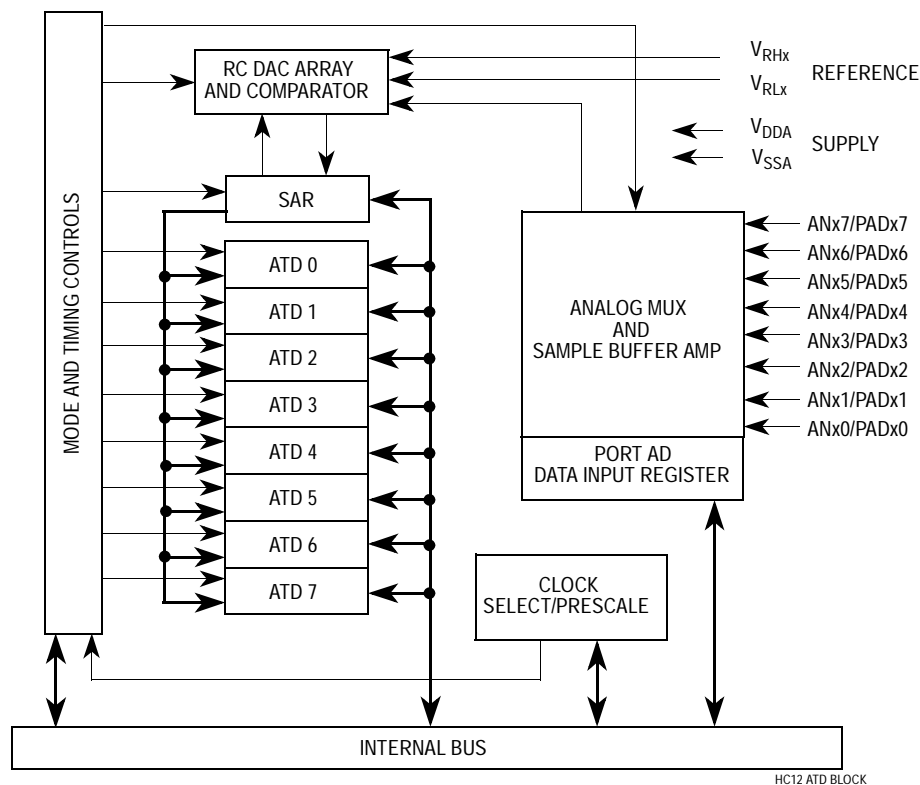 RC DAC ARRAY
AND COMPARATOR
V_RHx
V_RLx
REFERENCE
V_DDA
V_SSA
SUPPLY
MODE AND TIMING CONTROLS
SAR
ATD 0
ATD 1
ATD 2
ATD 3
ATD 4
ATD 5
ATD 6
ATD 7
ANALOG MUX
AND
SAMPLE BUFFER AMP
PORT AD
DATA INPUT REGISTER
ANx7/PADx7
ANx6/PADx6
ANx5/PADx5
ANx4/PADx4
ANx3/PADx3
ANx2/PADx2
ANx1/PADx1
ANx0/PADx0
CLOCK
SELECT/PRESCALE
INTERNAL BUS
HC12 ATD BLOCK